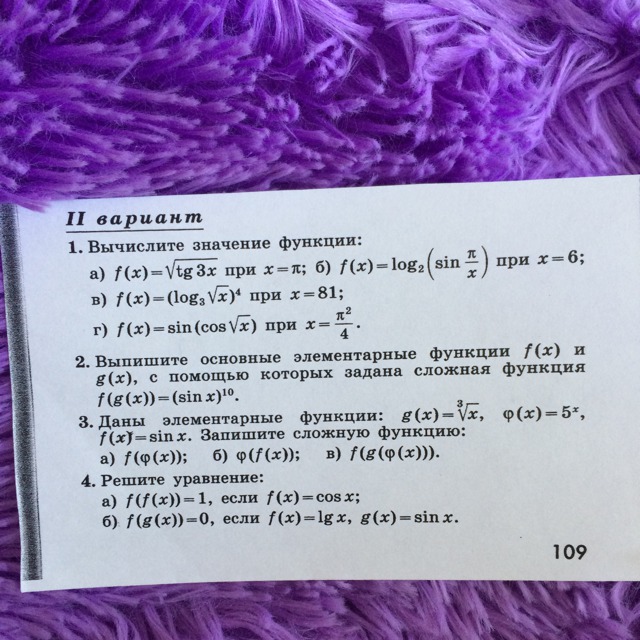 II вариант
1. Вычислите значение функции:
а) f(x)=√tg 3x при x=π; б) f(x)=log₂(sin π/x) при x=6;
в) f(x)=(log₃√x)⁴ при x=81;
г) f(x)=sin(cos√x) при x=π²/4.
2. Выпишите основные элементарные функции f(x) и
g(x), с помощью которых задана сложная функция
f(g(x))=(sin x)¹⁰.
3. Даны элементарные функции: g(x)=∛x, φ(x)=5ˣ,
f(x)=sin x. Запишите сложную функцию:
а) f(φ(x)); б) φ(f(x)); в) f(g(φ(x))).
4. Решите уравнение:
а) f(f(x))=1, если f(x)=cos x;
б) f(g(x))=0, если f(x)=lg x, g(x)=sin x.
109